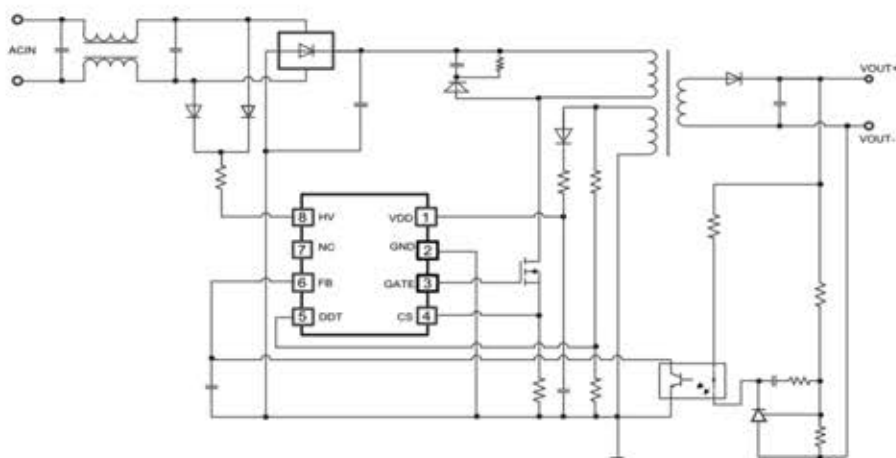 ACIN
VOUT+
VOUT-
8 HV
VDD 1
7 NC
GND 2
6 FB
GATE 3
5 DDT
CS 4